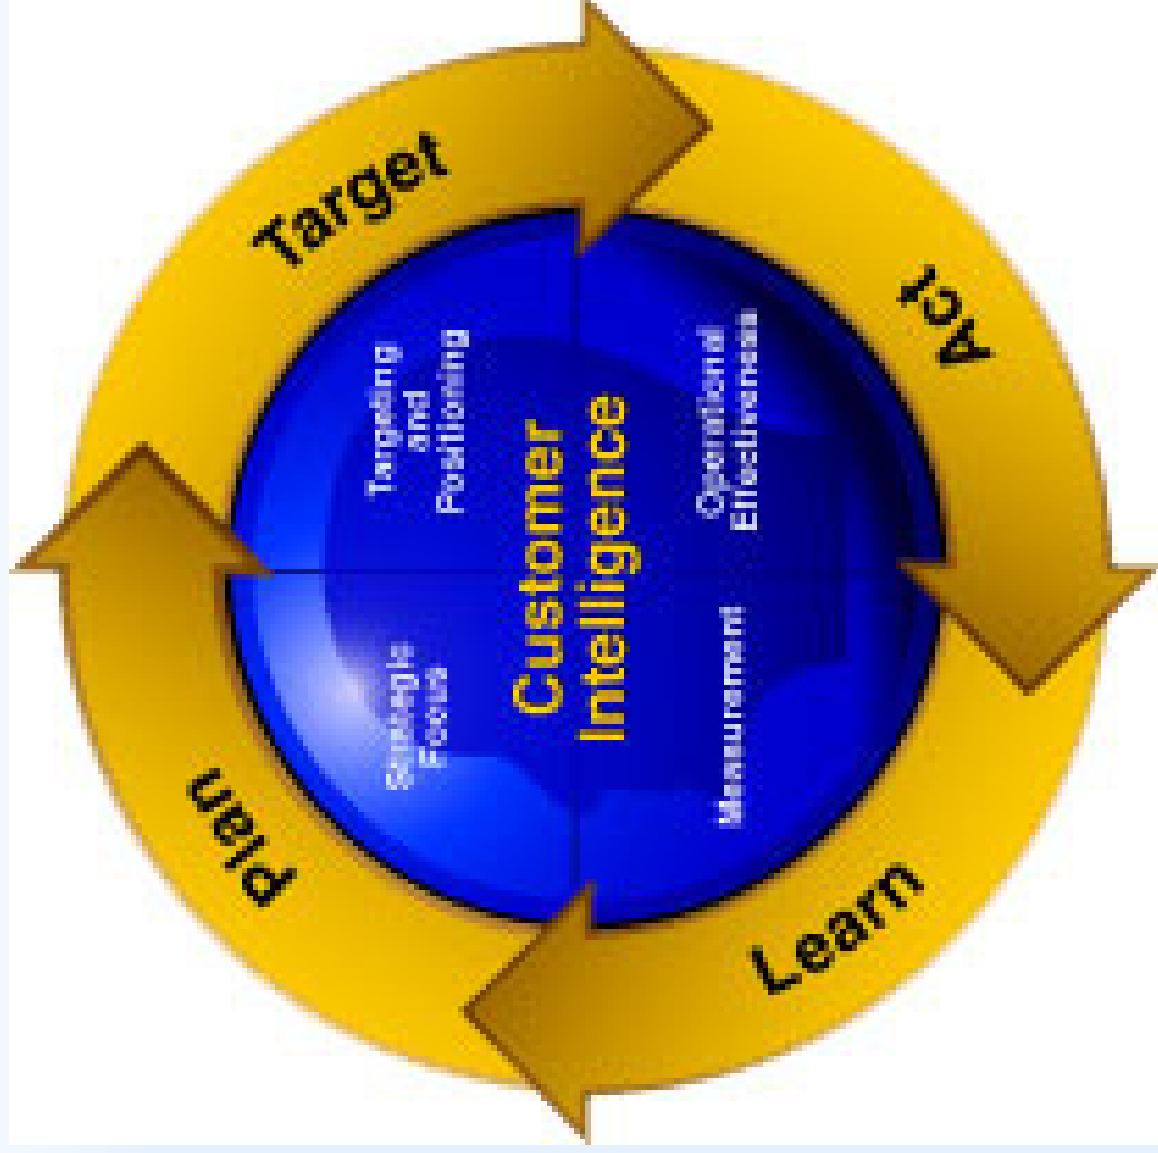 Target
Act
Learn
Plan
Customer
Intelligence
Targeting
and
Positioning
Operational
Effectiveness
Measurement
Strategic
Focus